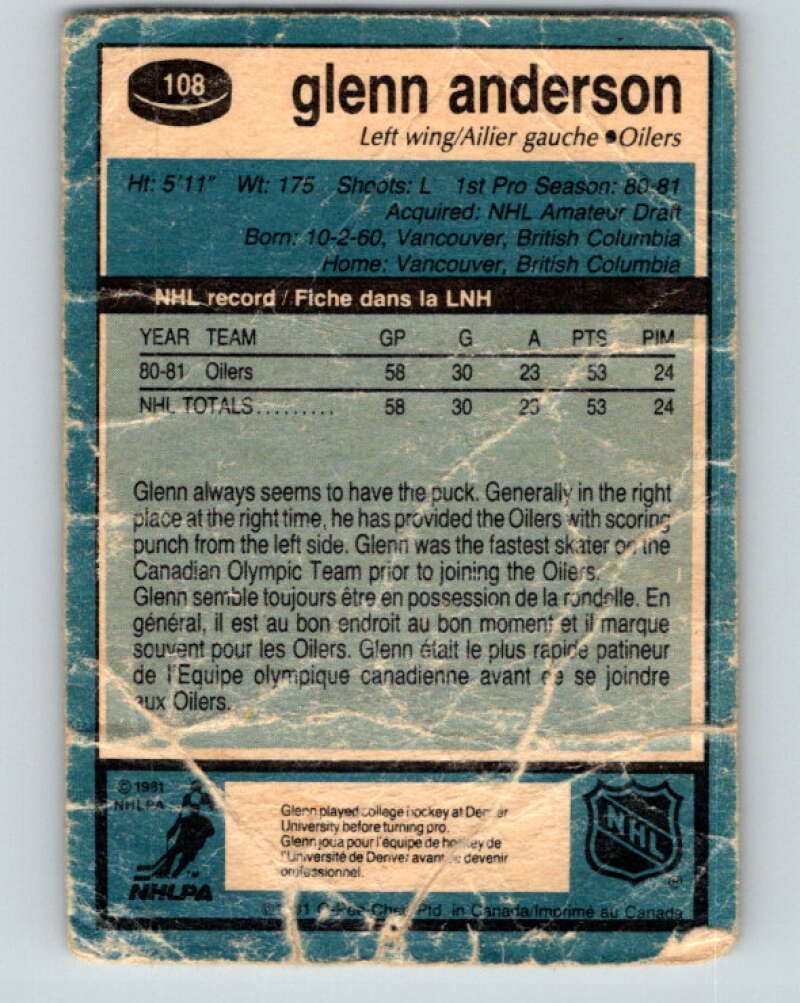 108
glenn anderson
Left wing/Ailier gauche • Oilers
Ht: 5'11" Wt: 175 Shoots: L 1st Pro Season: 80-81
Acquired: NHL Amateur Draft
Born: 10-2-60, Vancouver, British Columbia
Home: Vancouver, British Columbia
NHL record / Fiche dans la LNH
YEAR TEAM GP G A PTS PIM
80-81 Oilers 58 30 23 53 24
NHL TOTALS......... 58 30 23 53 24
Glenn always seems to have the puck. Generally in the right
place at the right time, he has provided the Oilers with scoring
punch from the left side. Glenn was the fastest skater on the
Canadian Olympic Team prior to joining the Oilers.
Glenn semble toujours être en possession de la rondelle. En
général, il est au bon endroit au bon moment et il marque
souvent pour les Oilers. Glenn était le plus rapide patineur
de l'Equipe olympique canadienne avant de se joindre
aux Oilers.
© 1981
NHLPA
Glenn played college hockey at Denver
University before turning pro.
Glenn joua pour l'équipe de hockey de
l'Université de Denver avant de devenir
professionnel.
NHL
NHLPA
© 1981 O-Pee-Chee Ltd. in Canada/Imprimé au Canada